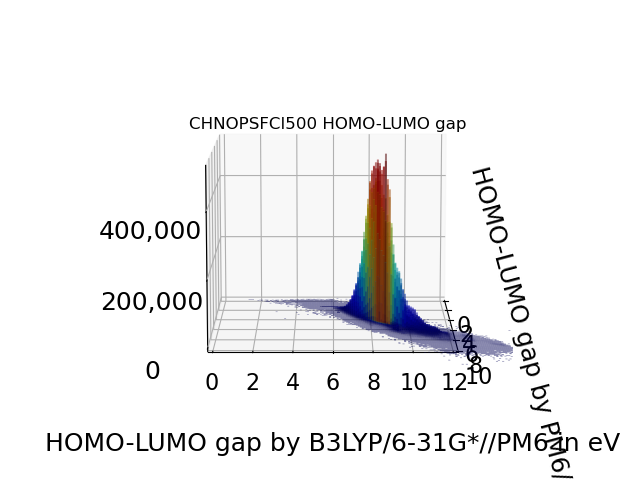 CHNOPSFCl500 HOMO-LUMO gap
400,000
200,000
0
0 2 4 6 8 10 12
0
2
4
6
8
10
HOMO-LUMO gap by B3LYP/6-31G*//PM6 in eV
HOMO-LUMO gap by PM6/